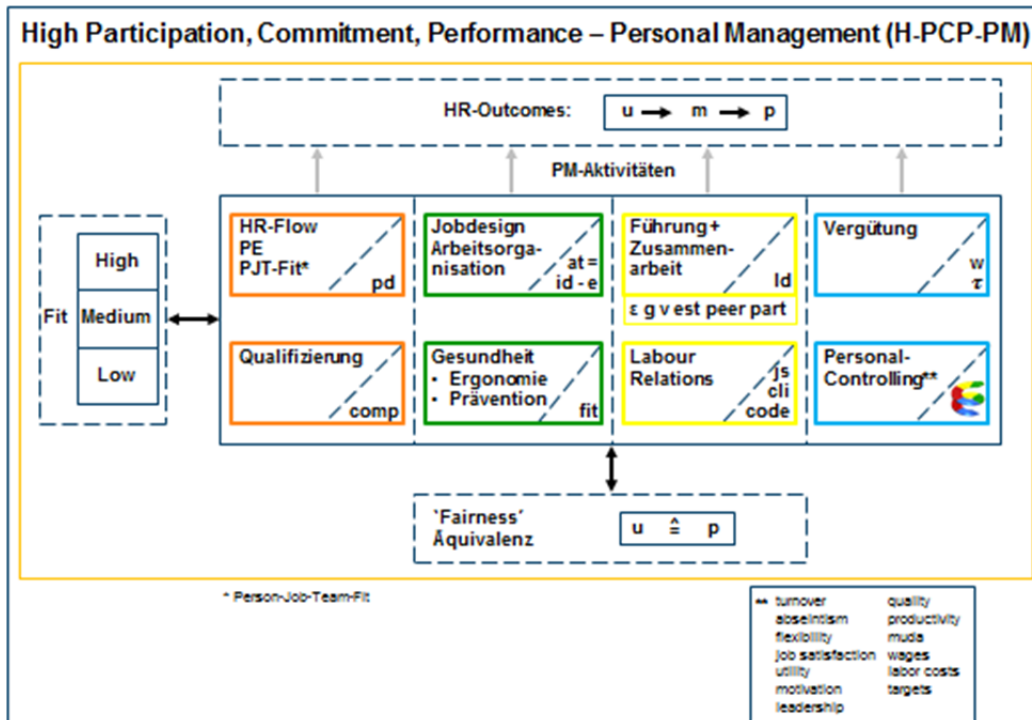 High Participation, Commitment, Performance – Personal Management (H-PCP-PM)
HR-Outcomes: u → m → p
PM-Aktivitäten
Fit
High
Medium
Low
HR-Flow
PE
PJT-Fit*
pd
Jobdesign
Arbeitsorga-
nisation
at =
id - e
Führung +
Zusammen-
arbeit
ld
ε g v est peer part
Vergütung
w
τ
Qualifizierung
comp
Gesundheit
• Ergonomie
• Prävention
fit
Labour
Relations
js
cli
code
Personal-
Controlling**
'Fairness´
Äquivalenz
u ≙ p
* Person-Job-Team-Fit
** turnover
abseintism
flexibility
job satisfaction
utility
motivation
leadership
quality
productivity
muda
wages
labor costs
targets